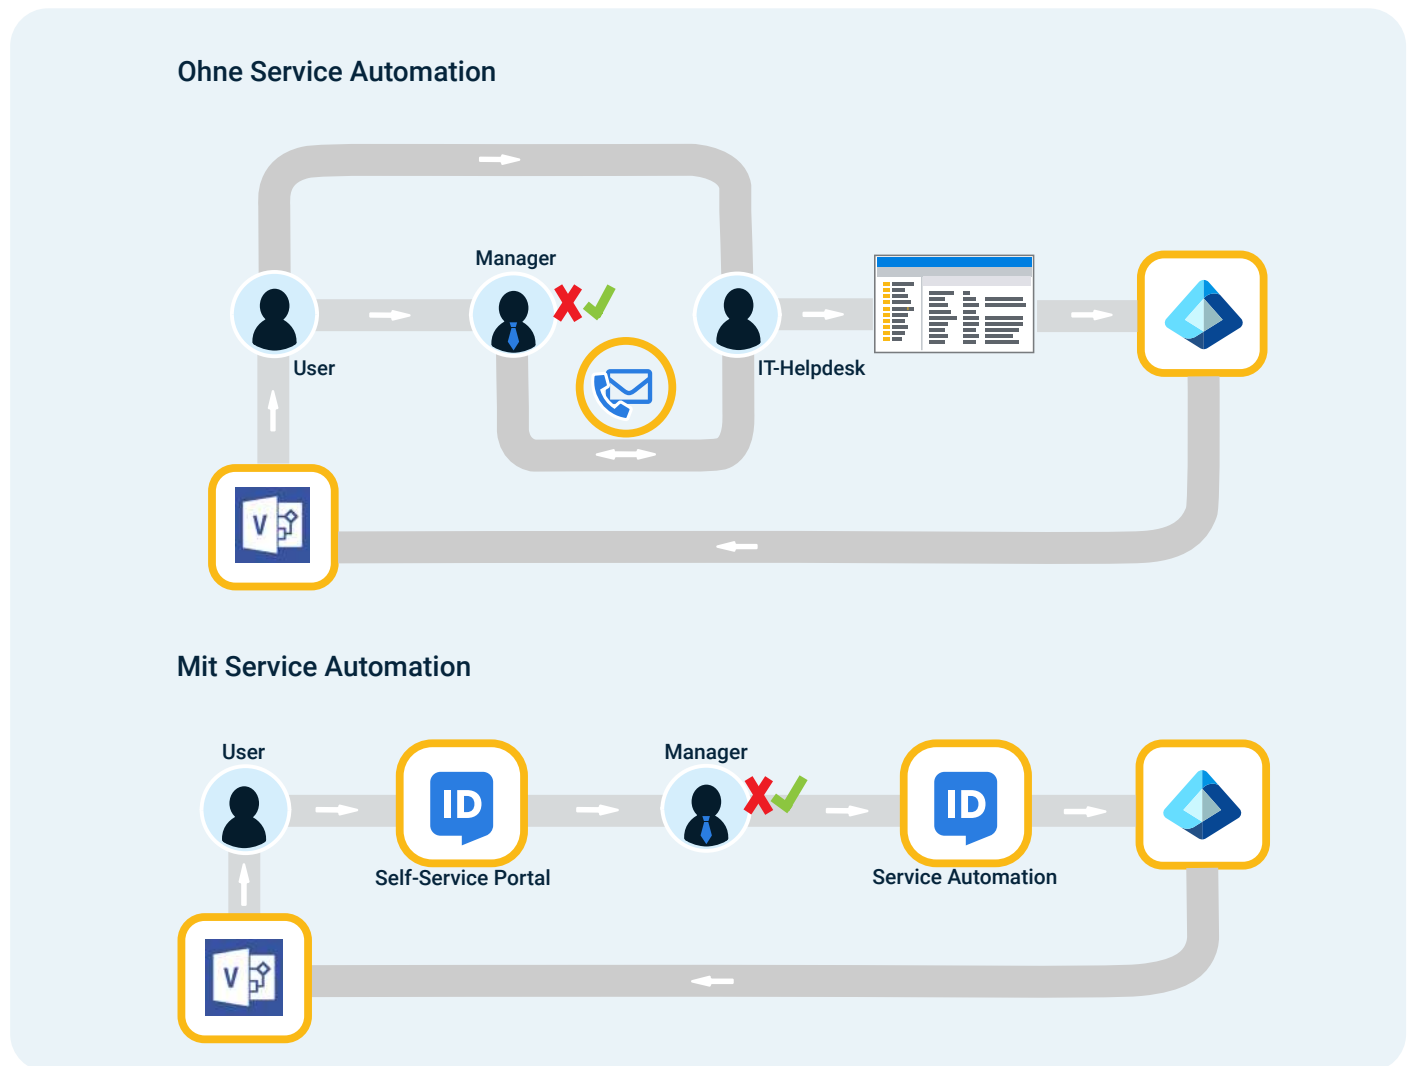 Ohne Service Automation
Manager
User
IT-Helpdesk
V
Mit Service Automation
User
Manager
ID
ID
Self-Service Portal
Service Automation
V